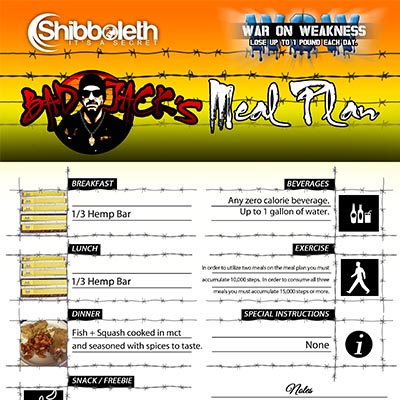 Shibboleth
IT'S A SECRET
WAR ON WEAKNESS
LOSE UP TO 1 POUND EACH DAY.
BAD JACK'S Meal Plan
BREAKFAST
1/3 Hemp Bar
BEVERAGES
Any zero calorie beverage.
Up to 1 gallon of water.
LUNCH
1/3 Hemp Bar
EXERCISE
In order to utilize two meals on the meal plan you must
accumulate 10,000 steps. In order to consume all three
meals you must accumulate 15,000 steps or more.
DINNER
Fish + Squash cooked in mct
and seasoned with spices to taste.
SPECIAL INSTRUCTIONS
None
SNACK / FREEBIE
Notes